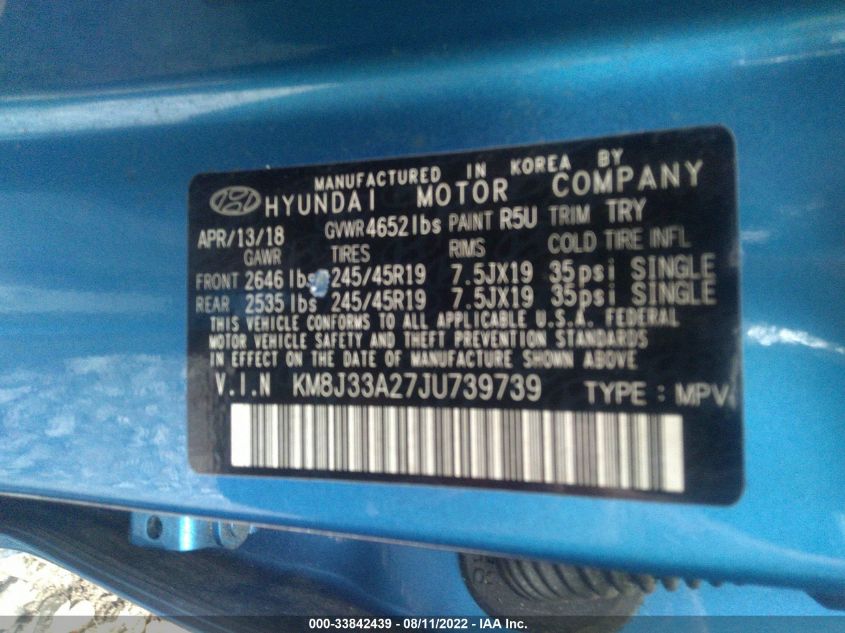 MANUFACTURED IN KOREA BY
HYUNDAI MOTOR COMPANY
APR/13/18 GVWR 4652 lbs PAINT R5U TRIM TRY
GAWR TIRES RIMS COLD TIRE INFL
FRONT 2646 lbs 245/45R19 7.5JX19 35psi SINGLE
REAR 2535 lbs 245/45R19 7.5JX19 35psi SINGLE
THIS VEHICLE CONFORMS TO ALL APPLICABLE U.S.A. FEDERAL
MOTOR VEHICLE SAFETY AND THEFT PREVENTION STANDARDS
IN EFFECT ON THE DATE OF MANUFACTURE SHOWN ABOVE
V.I.N KM8J33A27JU739739 TYPE : MPV
000-33842439 - 08/11/2022 - IAA Inc.